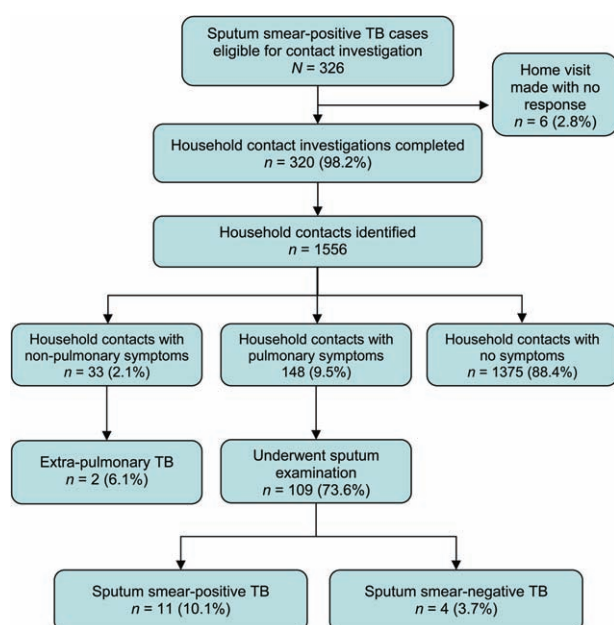 Sputum smear-positive TB cases
eligible for contact investigation
N = 326
Home visit
made with no
response
n = 6 (2.8%)
Household contact investigations completed
n = 320 (98.2%)
Household contacts identified
n = 1556
Household contacts with
non-pulmonary symptoms
n = 33 (2.1%)
Household contacts with
pulmonary symptoms
148 (9.5%)
Household contacts with
no symptoms
n = 1375 (88.4%)
Extra-pulmonary TB
n = 2 (6.1%)
Underwent sputum
examination
n = 109 (73.6%)
Sputum smear-positive TB
n = 11 (10.1%)
Sputum smear-negative TB
n = 4 (3.7%)